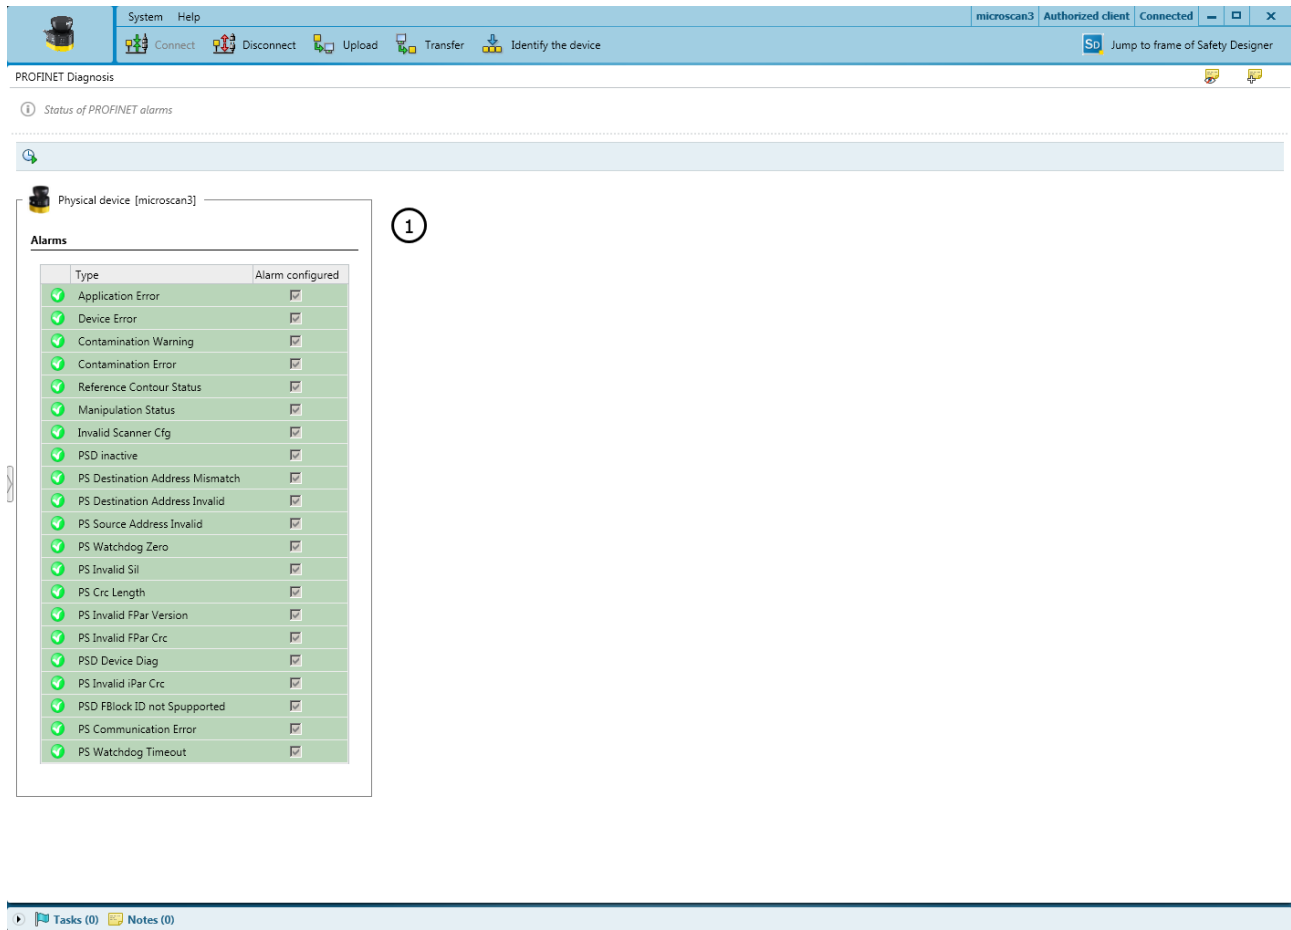 System Help
microscan3 Authorized client Connected
Connect Disconnect Upload Transfer Identify the device
SD Jump to frame of Safety Designer
PROFINET Diagnosis
Status of PROFINET alarms
Physical device [microscan3]
1
Alarms
Type Alarm configured
Application Error
Device Error
Contamination Warning
Contamination Error
Reference Contour Status
Manipulation Status
Invalid Scanner Cfg
PSD inactive
PS Destination Address Mismatch
PS Destination Address Invalid
PS Source Address Invalid
PS Watchdog Zero
PS Invalid Sil
PS Crc Length
PS Invalid FPar Version
PS Invalid FPar Crc
PSD Device Diag
PS Invalid iPar Crc
PSD FBlock ID not Spupported
PS Communication Error
PS Watchdog Timeout
Tasks (0) Notes (0)